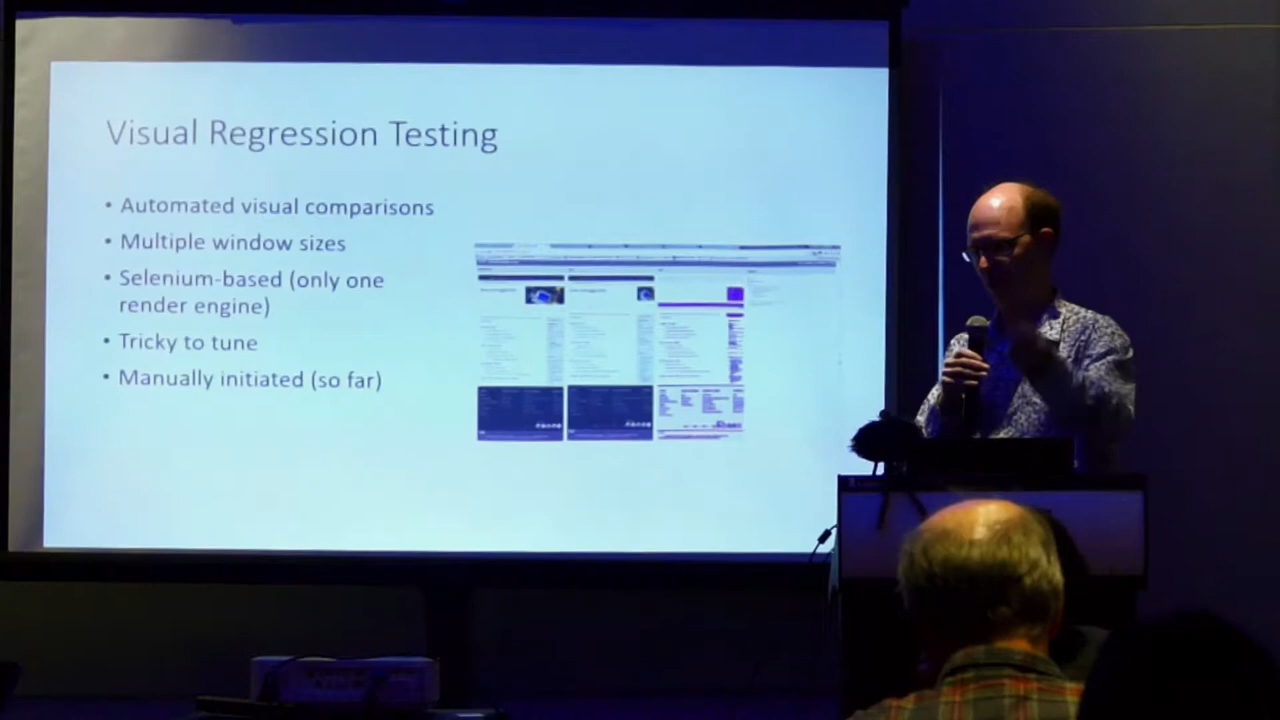 Visual Regression Testing
• Automated visual comparisons
• Multiple window sizes
• Selenium-based (only one
render engine)
• Tricky to tune
• Manually initiated (so far)